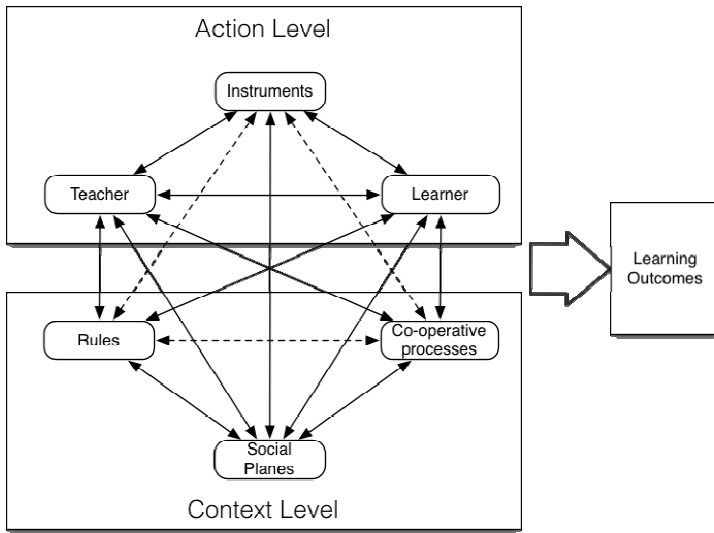 Action Level
Instruments
Teacher
Learner
Learning
Outcomes
Rules
Co-operative
processes
Social
Planes
Context Level